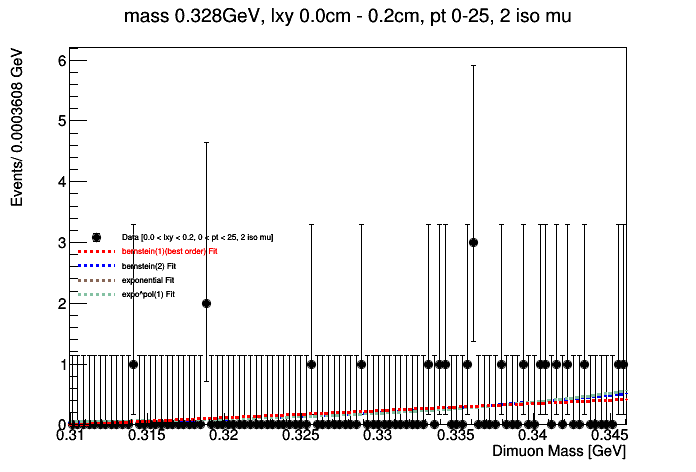 mass 0.328GeV, lxy 0.0cm - 0.2cm, pt 0-25, 2 iso mu
Events/ 0.0003608 GeV
6
5
4
3
2
1
0
Data [0.0 < lxy < 0.2, 0 < pt < 25, 2 iso mu]
bernstein(1)(best order) Fit
bernstein(2) Fit
exponential Fit
expo*pol(1) Fit
0.31 0.315 0.32 0.325 0.33 0.335 0.34 0.345
Dimuon Mass [GeV]